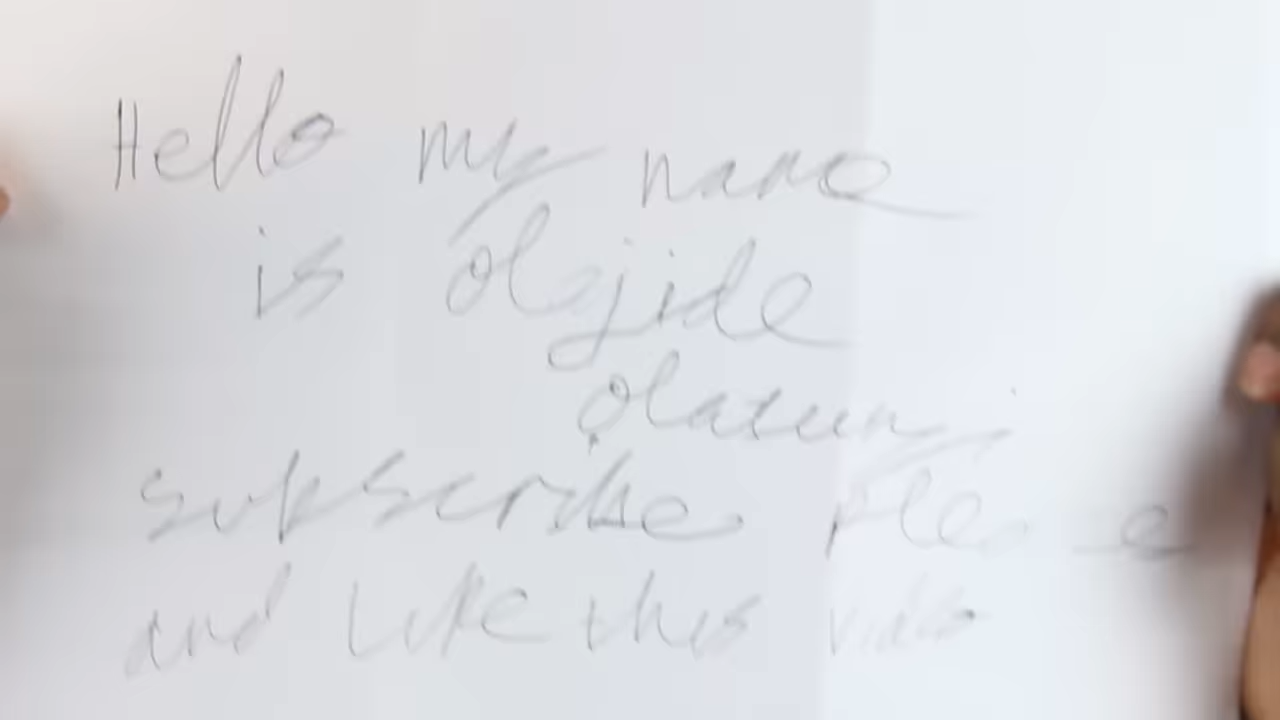 Hello my name
is olajide
olatunji
subscribe please
and like this video